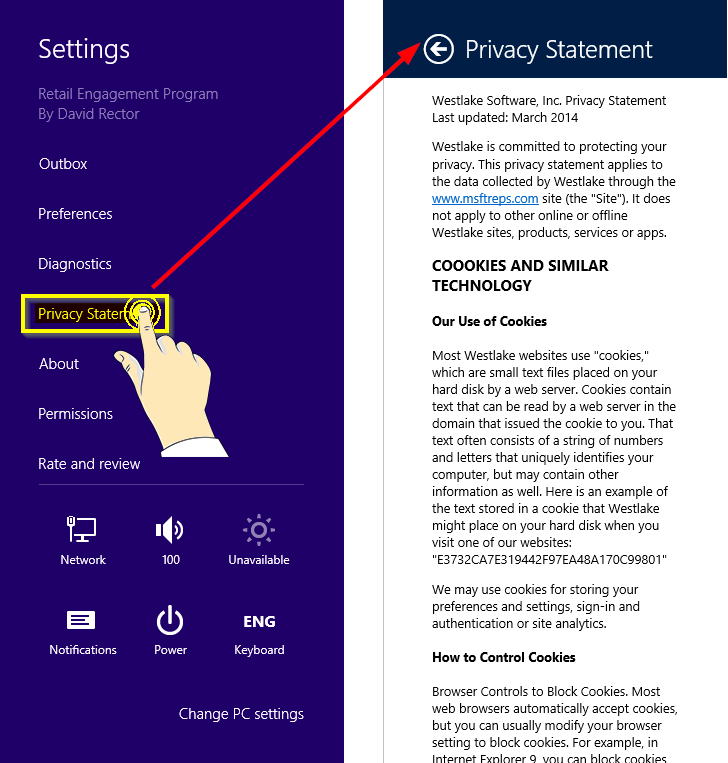 Settings
Retail Engagement Program
By David Rector
Outbox
Preferences
Diagnostics
Privacy Statem
About
Permissions
Rate and review
Network
100
Unavailable
Notifications
Power
ENG
Keyboard
Change PC settings
Privacy Statement
Westlake Software, Inc. Privacy Statement
Last updated: March 2014
Westlake is committed to protecting your
privacy. This privacy statement applies to
the data collected by Westlake through the
www.msftreps.com site (the "Site"). It does
not apply to other online or offline
Westlake sites, products, services or apps.
COOOKIES AND SIMILAR
TECHNOLOGY
Our Use of Cookies
Most Westlake websites use "cookies,"
which are small text files placed on your
hard disk by a web server. Cookies contain
text that can be read by a web server in the
domain that issued the cookie to you. That
text often consists of a string of numbers
and letters that uniquely identifies your
computer, but may contain other
information as well. Here is an example of
the text stored in a cookie that Westlake
might place on your hard disk when you
visit one of our websites:
"E3732CA7E319442F97EA48A170C99801"
We may use cookies for storing your
preferences and settings, sign-in and
authentication or site analytics.
How to Control Cookies
Browser Controls to Block Cookies. Most
web browsers automatically accept cookies,
but you can usually modify your browser
setting to block cookies. For example, in
Internet Explorer 9, you can block cookies